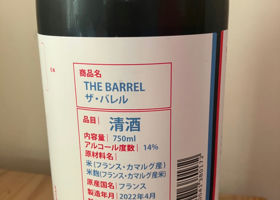 商品名
THE BARREL
ザ・バレル
品目 清酒
内容量 750ml
アルコール度数 14%
原材料名
米(フランス・カマルグ産)
米麹(フランス・カマルグ産米)
原産国名 フランス
製造年月 2022年4月